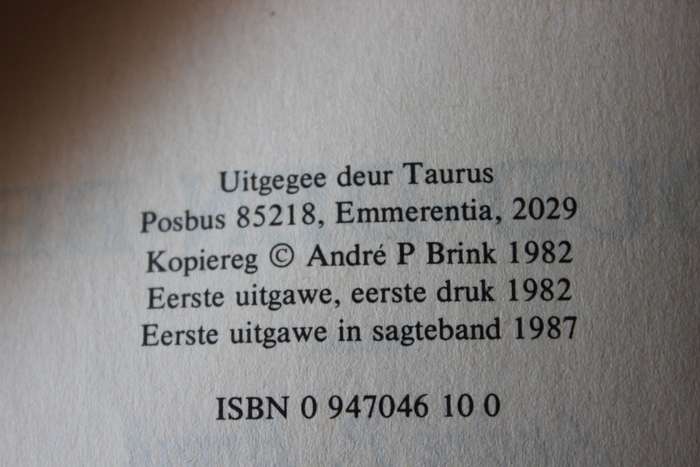 Uitgegee deur Taurus
Posbus 85218, Emmerentia, 2029
Kopiereg © André P Brink 1982
Eerste uitgawe, eerste druk 1982
Eerste uitgawe in sagteband 1987
ISBN 0 947046 10 0